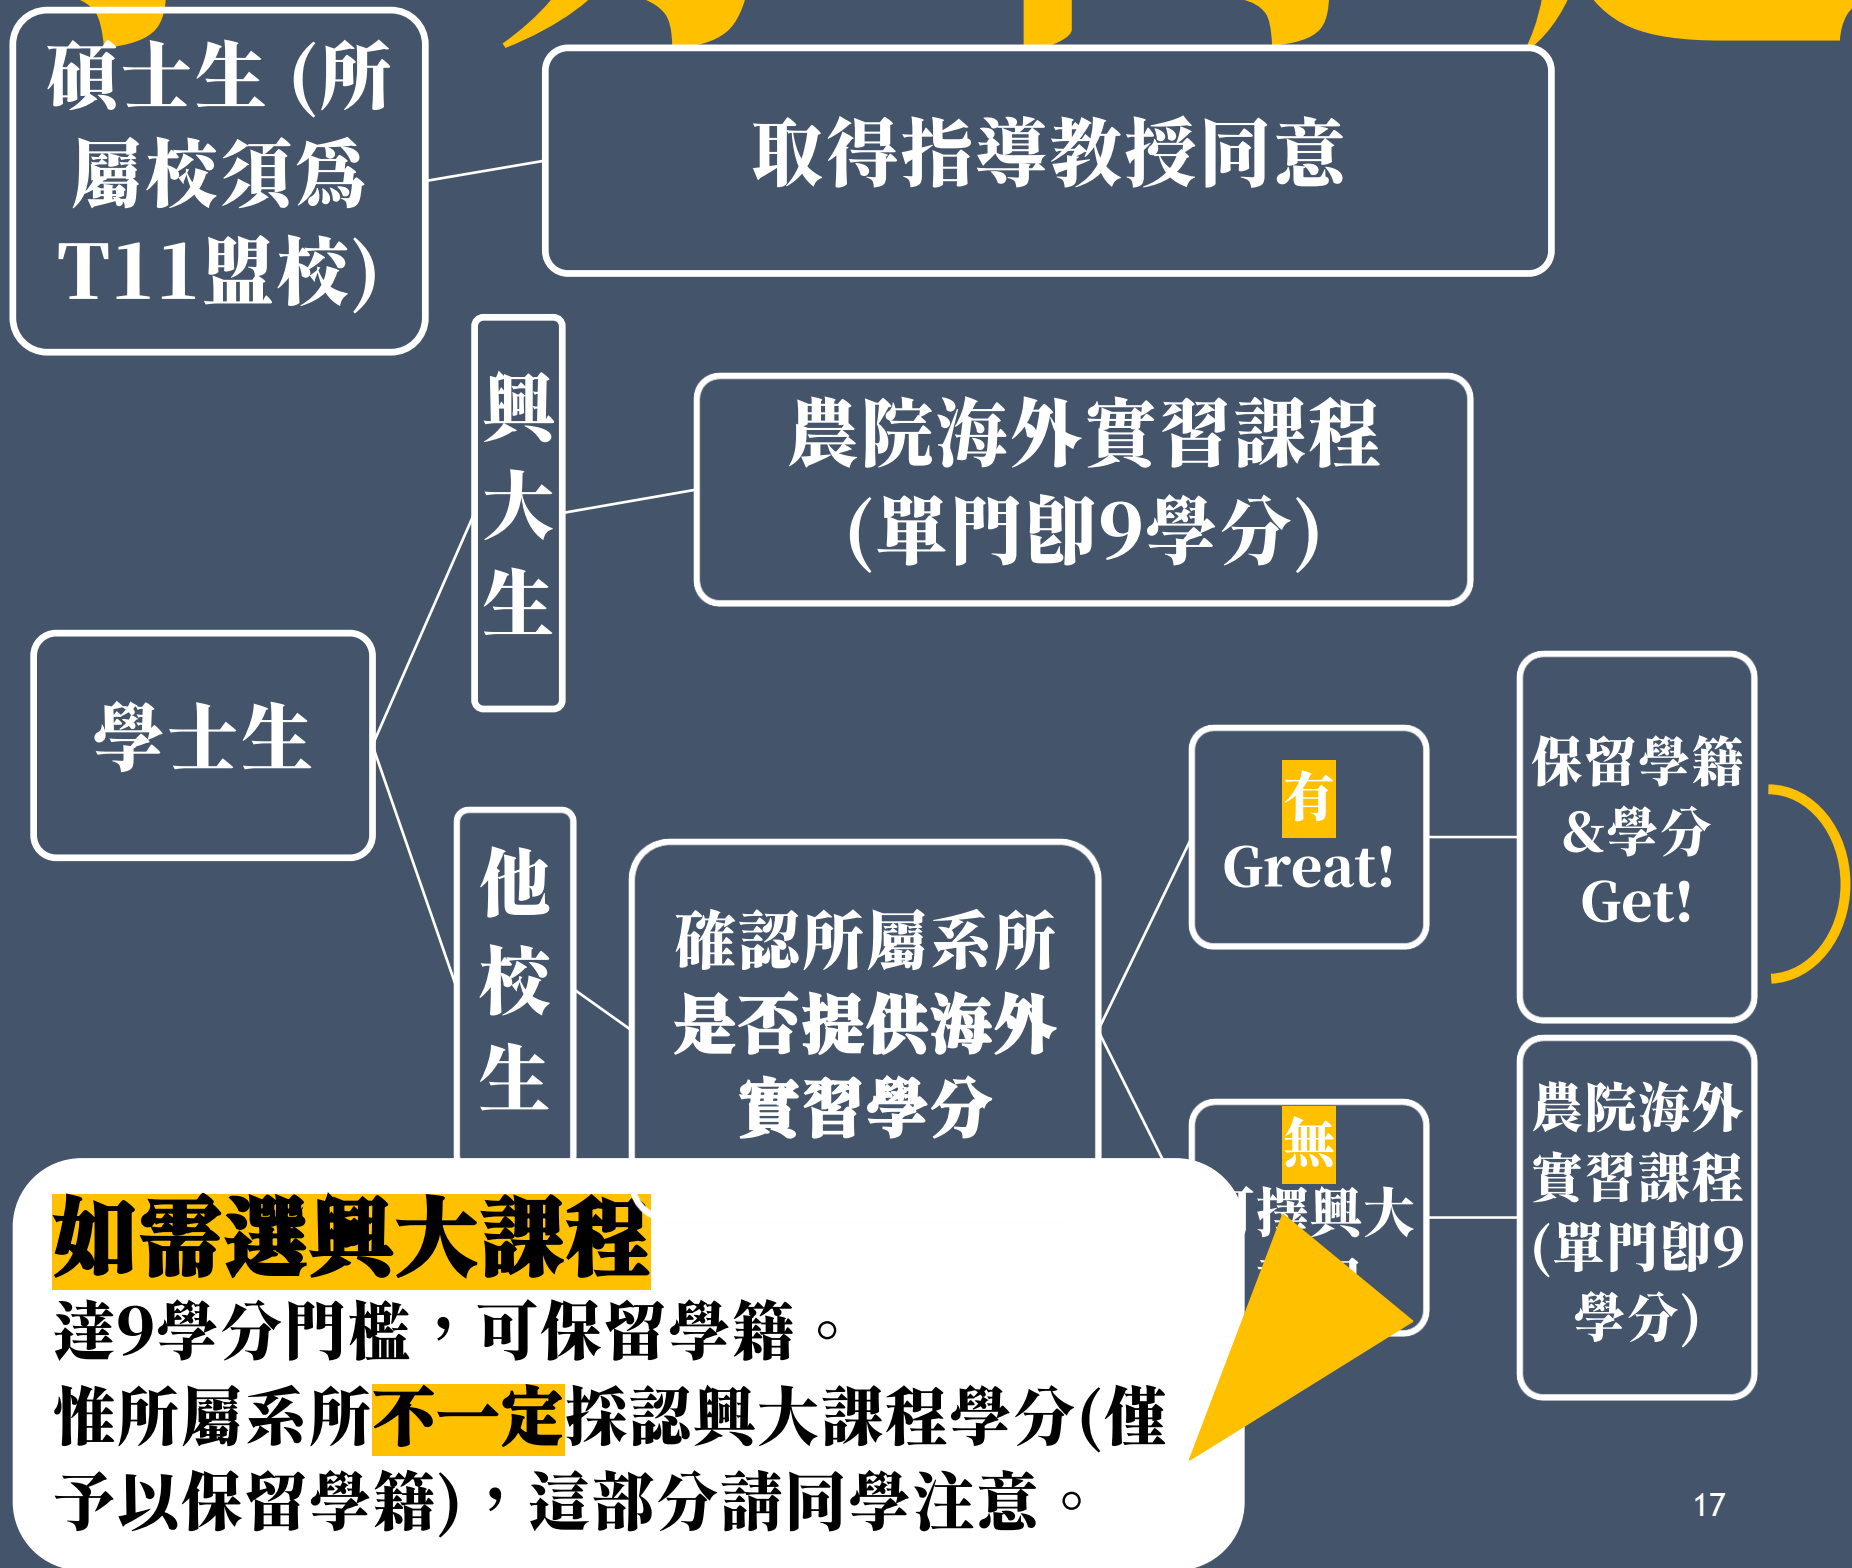 碩士生 (所
屬校須為
T11盟校)
取得指導教授同意
興
大
生
農院海外實習課程
(單門即9學分)
學士生
他
校
生
確認所屬系所
是否提供海外
實習學分
有
Great!
保留學籍
&學分
Get!
無
擇興大
農院海外
實習課程
(單門即9
學分)
如需選興大課程
達9學分門檻，可保留學籍。
惟所屬系所不一定採認興大課程學分(僅
予以保留學籍)，這部分請同學注意。
17